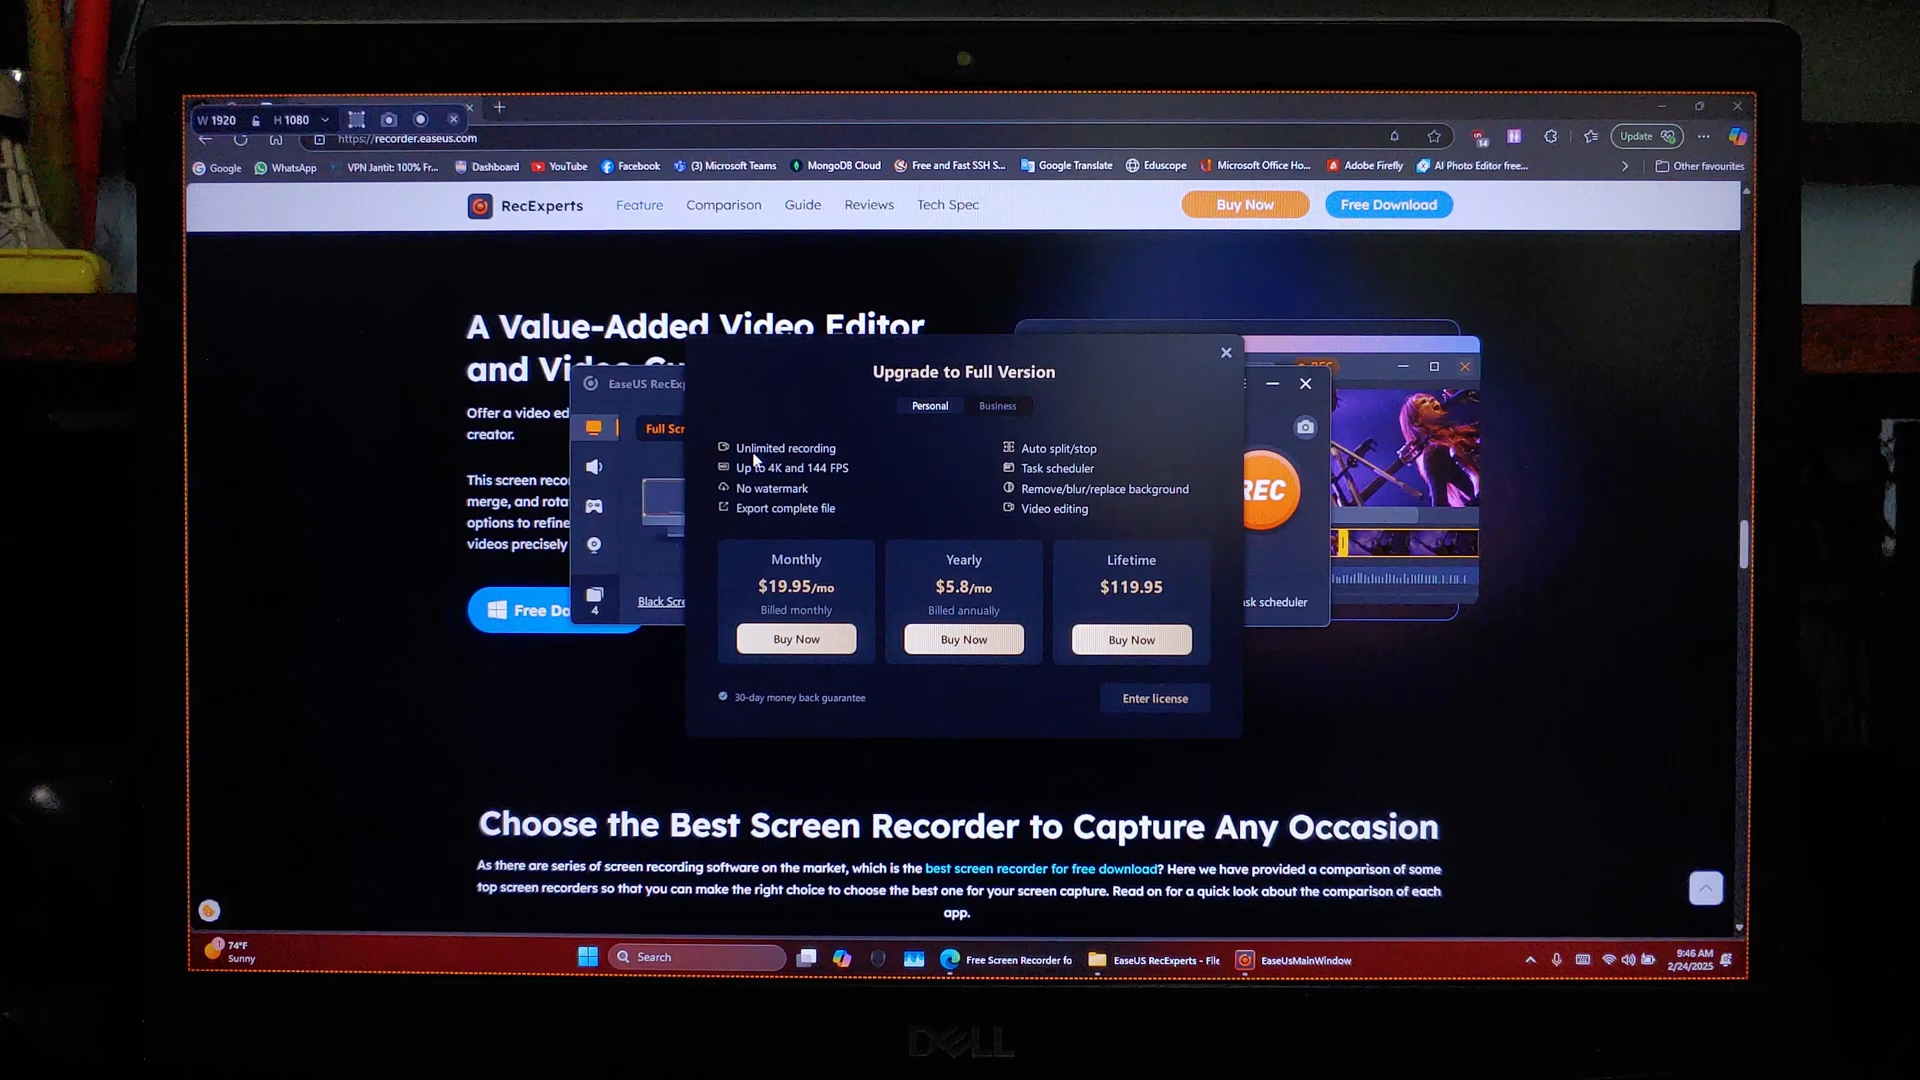 W 1920 H 1080
https://recorder.easeus.com
Update
14
Google WhatsApp VPN Jantit: 100% Fr... Dashboard YouTube Facebook (3) Microsoft Teams MongoDB Cloud Free and Fast SSH S... Google Translate Eduscope Microsoft Office Ho... Adobe Firefly AI Photo Editor free... Other favourites
RecExperts Feature Comparison Guide Reviews Tech Spec Buy Now Free Download
A Value-Added Video Editor
and Video
Offer a video ed
creator.
This screen reco
merge, and rota
options to refine
videos precisely
Free Do
EaseUS RecExp
Full Scr
4
Black Scre
REC
sk scheduler
Upgrade to Full Version
Personal Business
Unlimited recording
Up to 4K and 144 FPS
No watermark
Export complete file
Auto split/stop
Task scheduler
Remove/blur/replace background
Video editing
Monthly
$19.95/mo
Billed monthly
Buy Now
Yearly
$5.8/mo
Billed annually
Buy Now
Lifetime
$119.95
Buy Now
30-day money back guarantee
Enter license
Choose the Best Screen Recorder to Capture Any Occasion
As there are series of screen recording software on the market, which is the best screen recorder for free download? Here we have provided a comparison of some
top screen recorders so that you can make the right choice to choose the best one for your screen capture. Read on for a quick look about the comparison of each
app.
1
74°F
Sunny
Search
Free Screen Recorder fo
EaseUS RecExperts - File
EaseUsMainWindow
9:46 AM
2/24/2025
DELL